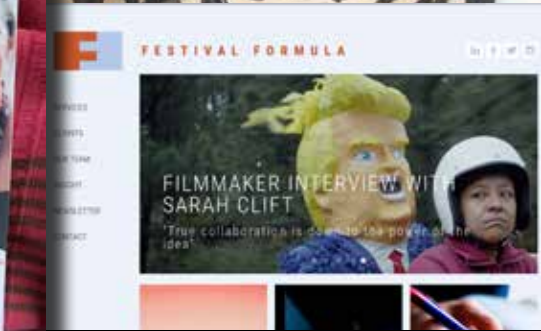 F
FESTIVAL FORMULA
SERVICES
CLIENTS
OUR TEAM
INSIGHT
NEWSLETTER
CONTACT
FILMMAKER INTERVIEW WITH
SARAH CLIFT
'True collaboration is down to the power of the
idea'